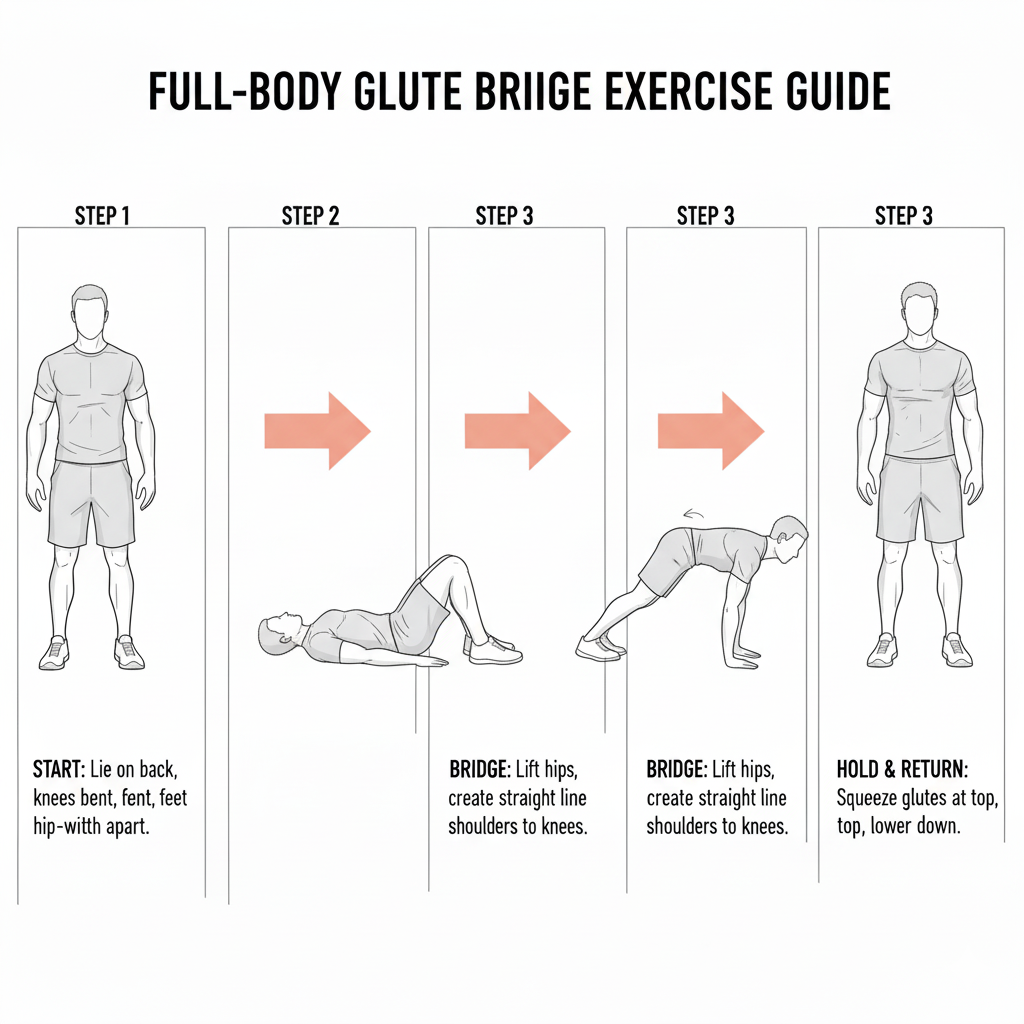 FULL-BODY GLUTE BRIIGE EXERCISE GUIDE
STEP 1
STEP 2
STEP 3
STEP 3
STEP 3
START: Lie on back,
knees bent, fent, feet
hip-witth apart.
BRIDGE: Lift hips,
create straight line
shoulders to knees.
BRIDGE: Lift hips,
create straight line
shoulders to knees.
HOLD & RETURN:
Squeeze glutes at top,
top, lower down.